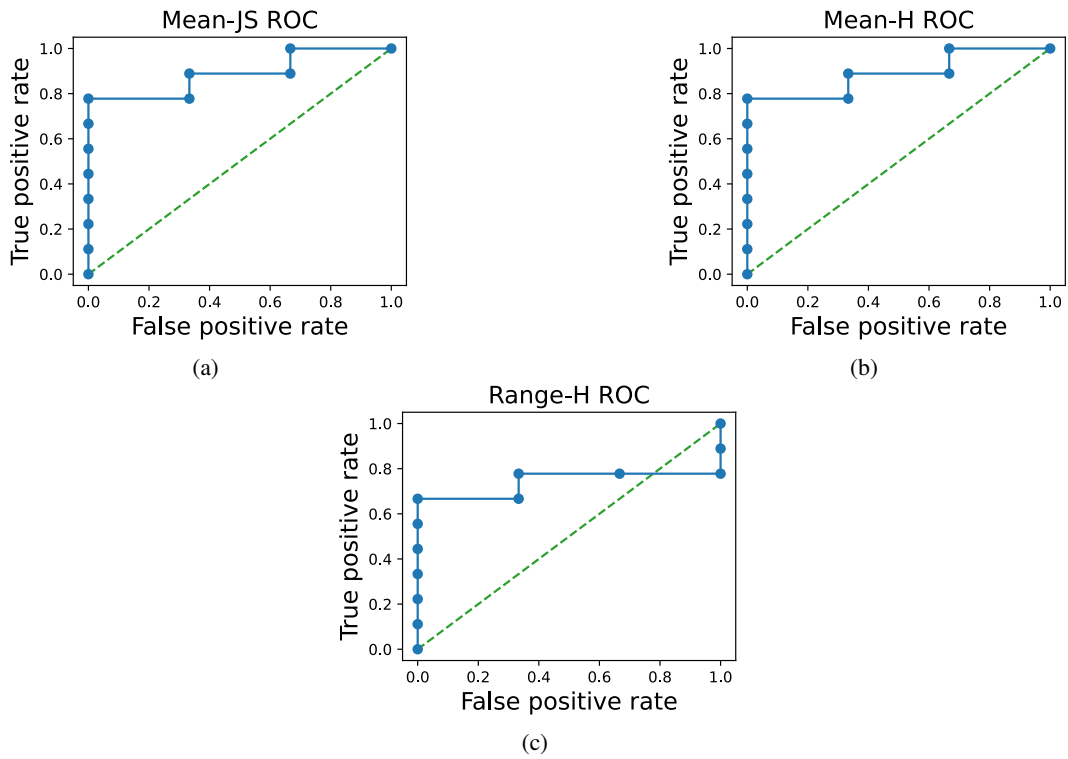 Mean-JS ROC
1.0
0.8
0.6
0.4
0.2
0.0
True positive rate
0.0 0.2 0.4 0.6 0.8 1.0
False positive rate
(a)
Mean-H ROC
1.0
0.8
0.6
0.4
0.2
0.0
True positive rate
0.0 0.2 0.4 0.6 0.8 1.0
False positive rate
(b)
Range-H ROC
1.0
0.8
0.6
0.4
0.2
0.0
True positive rate
0.0 0.2 0.4 0.6 0.8 1.0
False positive rate
(c)